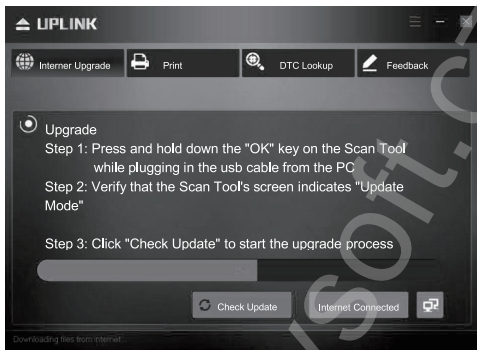 UPLINK
Interner Upgrade
Print
DTC Lookup
Feedback
Upgrade
Step 1: Press and hold down the "OK" key on the Scan Tool
while plugging in the usb cable from the PC
Step 2: Verify that the Scan Tool's screen indicates "Update
Mode"
Step 3: Click "Check Update" to start the upgrade process
Check Update
Internet Connected
Downloading files from internet...